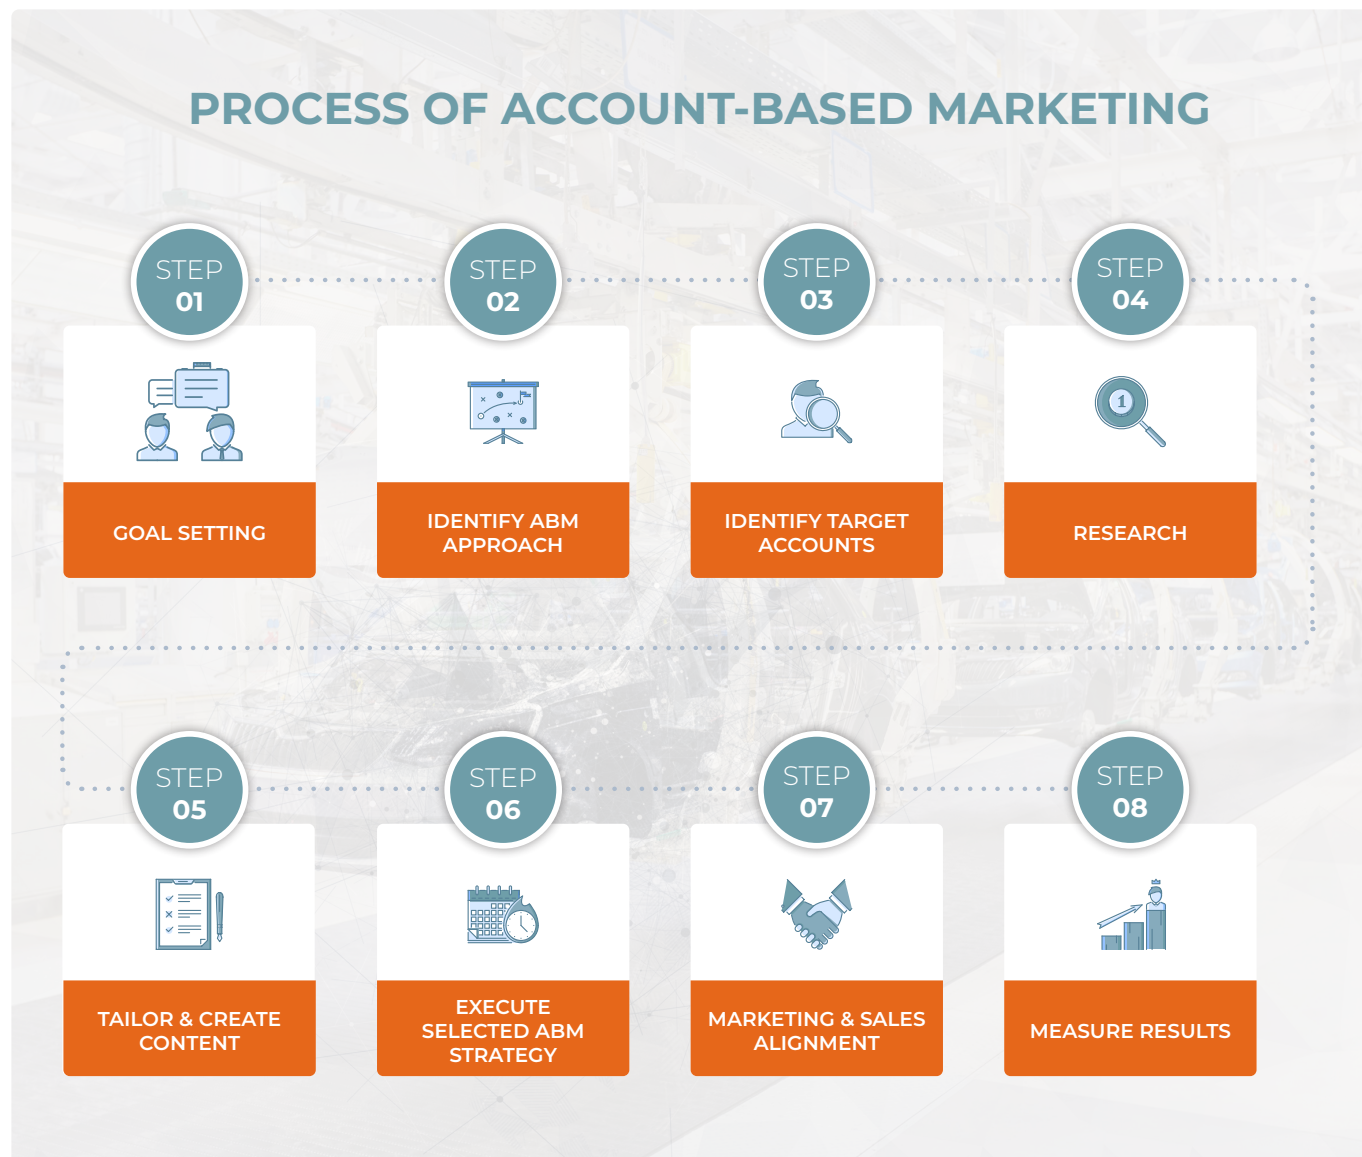 PROCESS OF ACCOUNT-BASED MARKETING
STEP
01
GOAL SETTING
STEP
02
IDENTIFY ABM
APPROACH
STEP
03
IDENTIFY TARGET
ACCOUNTS
STEP
04
1
RESEARCH
STEP
05
TAILOR & CREATE
CONTENT
STEP
06
EXECUTE
SELECTED ABM
STRATEGY
STEP
07
MARKETING & SALES
ALIGNMENT
STEP
08
MEASURE RESULTS